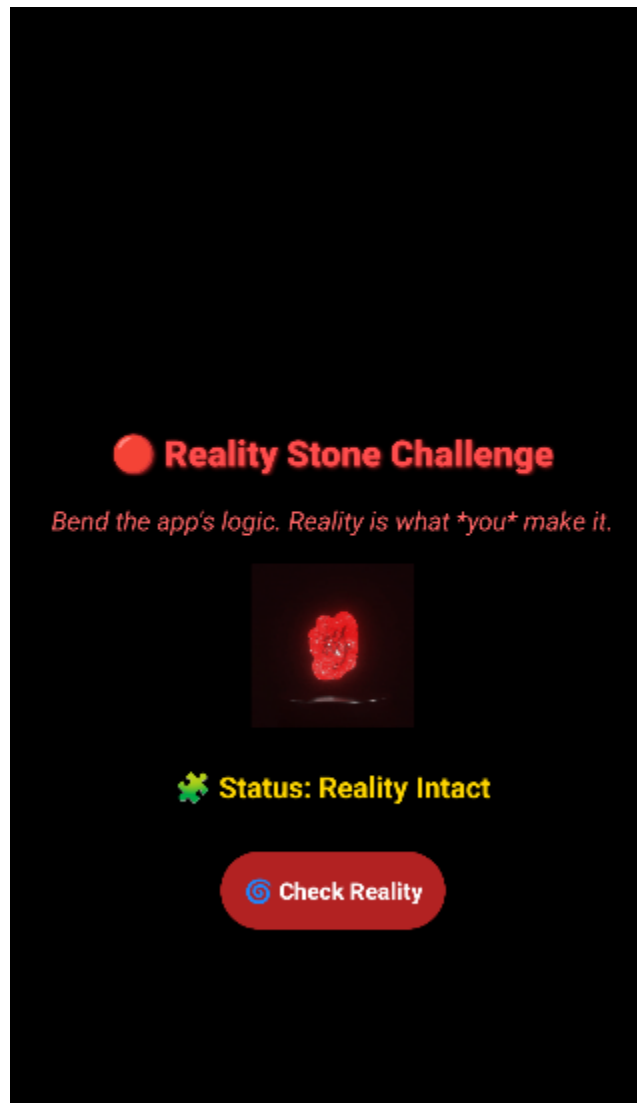 🔴 Reality Stone Challenge
Bend the app's logic. Reality is what *you* make it.
🧩 Status: Reality Intact
🌀 Check Reality